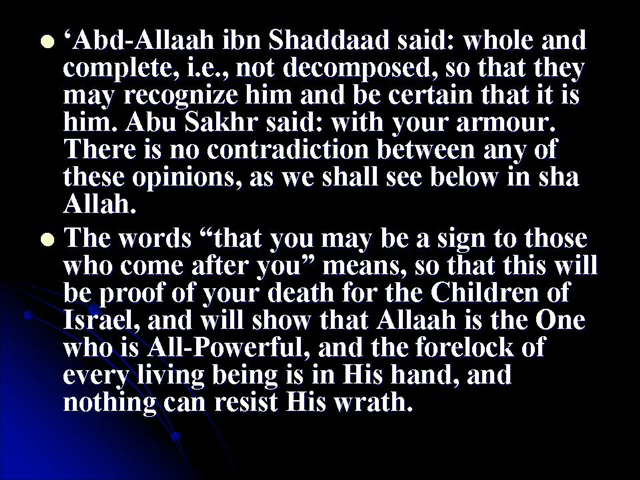 ‘Abd-Allaah ibn Shaddaad said: whole and
complete, i.e., not decomposed, so that they
may recognize him and be certain that it is
him. Abu Sakhr said: with your armour.
There is no contradiction between any of
these opinions, as we shall see below in sha
Allah.
The words “that you may be a sign to those
who come after you” means, so that this will
be proof of your death for the Children of
Israel, and will show that Allaah is the One
who is All-Powerful, and the forelock of
every living being is in His hand, and
nothing can resist His wrath.